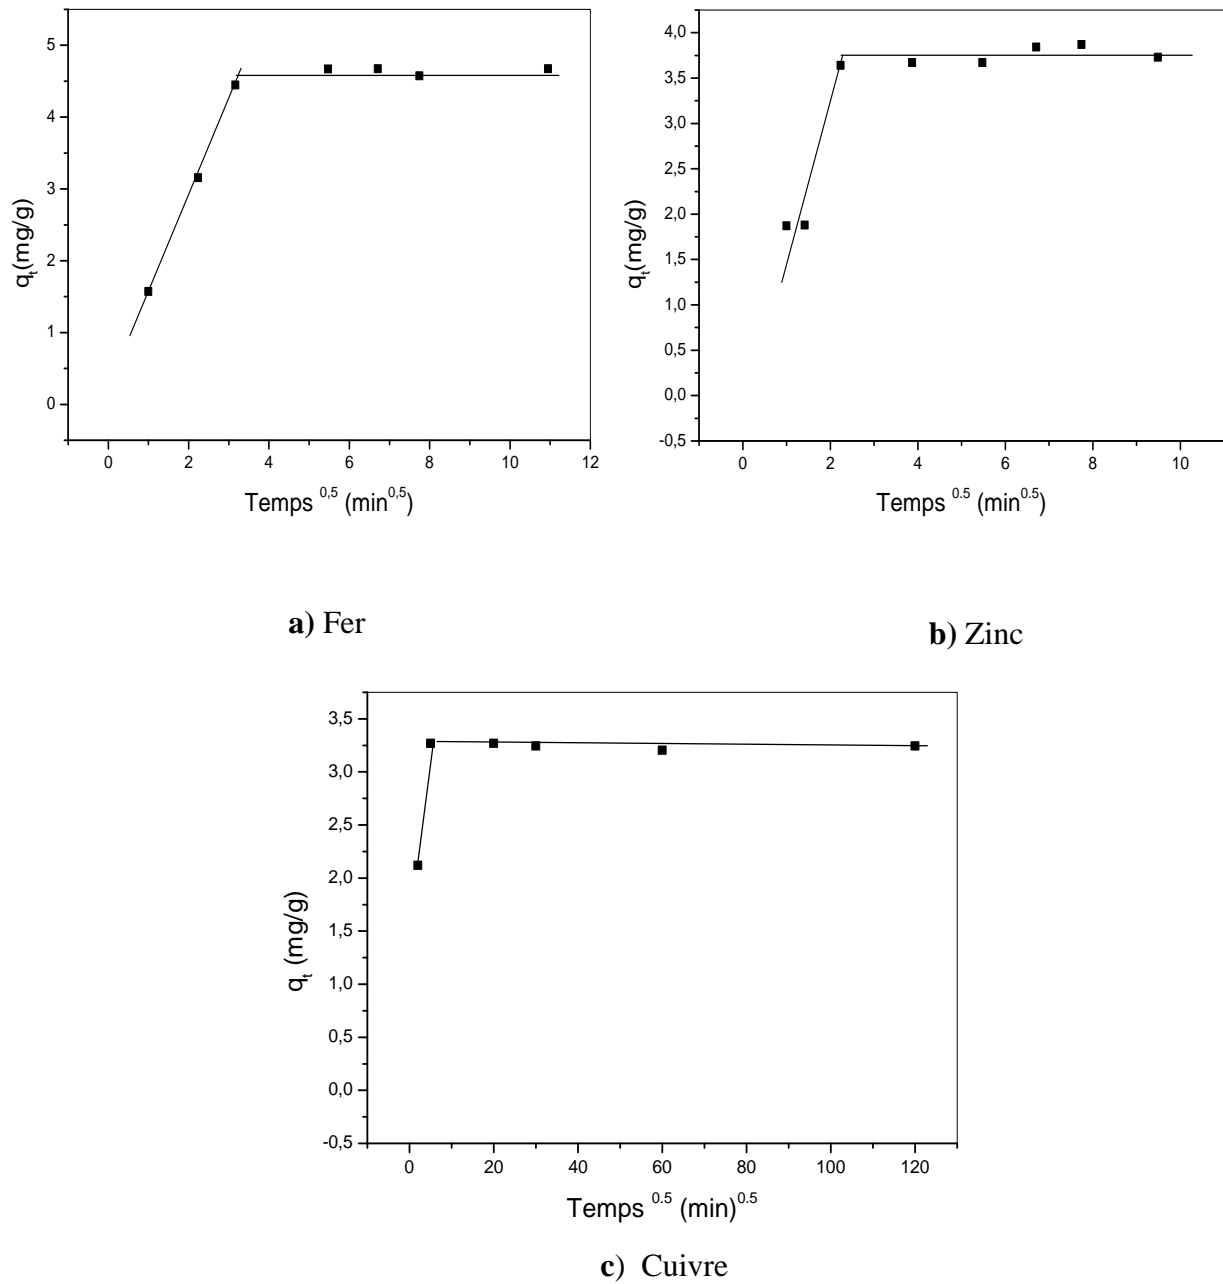 5
4
3
2
1
0
q_t(mg/g)
0 2 4 6 8 10 12
Temps ^0,5 (min^0,5)
a) Fer
4,0
3,5
3,0
2,5
2,0
1,5
1,0
0,5
0,0
-0,5
q_t(mg/g)
0 2 4 6 8 10
Temps ^0.5 (min^0.5)
b) Zinc
3,5
3,0
2,5
2,0
1,5
1,0
0,5
0,0
-0,5
q_t (mg/g)
0 20 40 60 80 100 120
Temps ^0.5 (min)^0.5
c) Cuivre